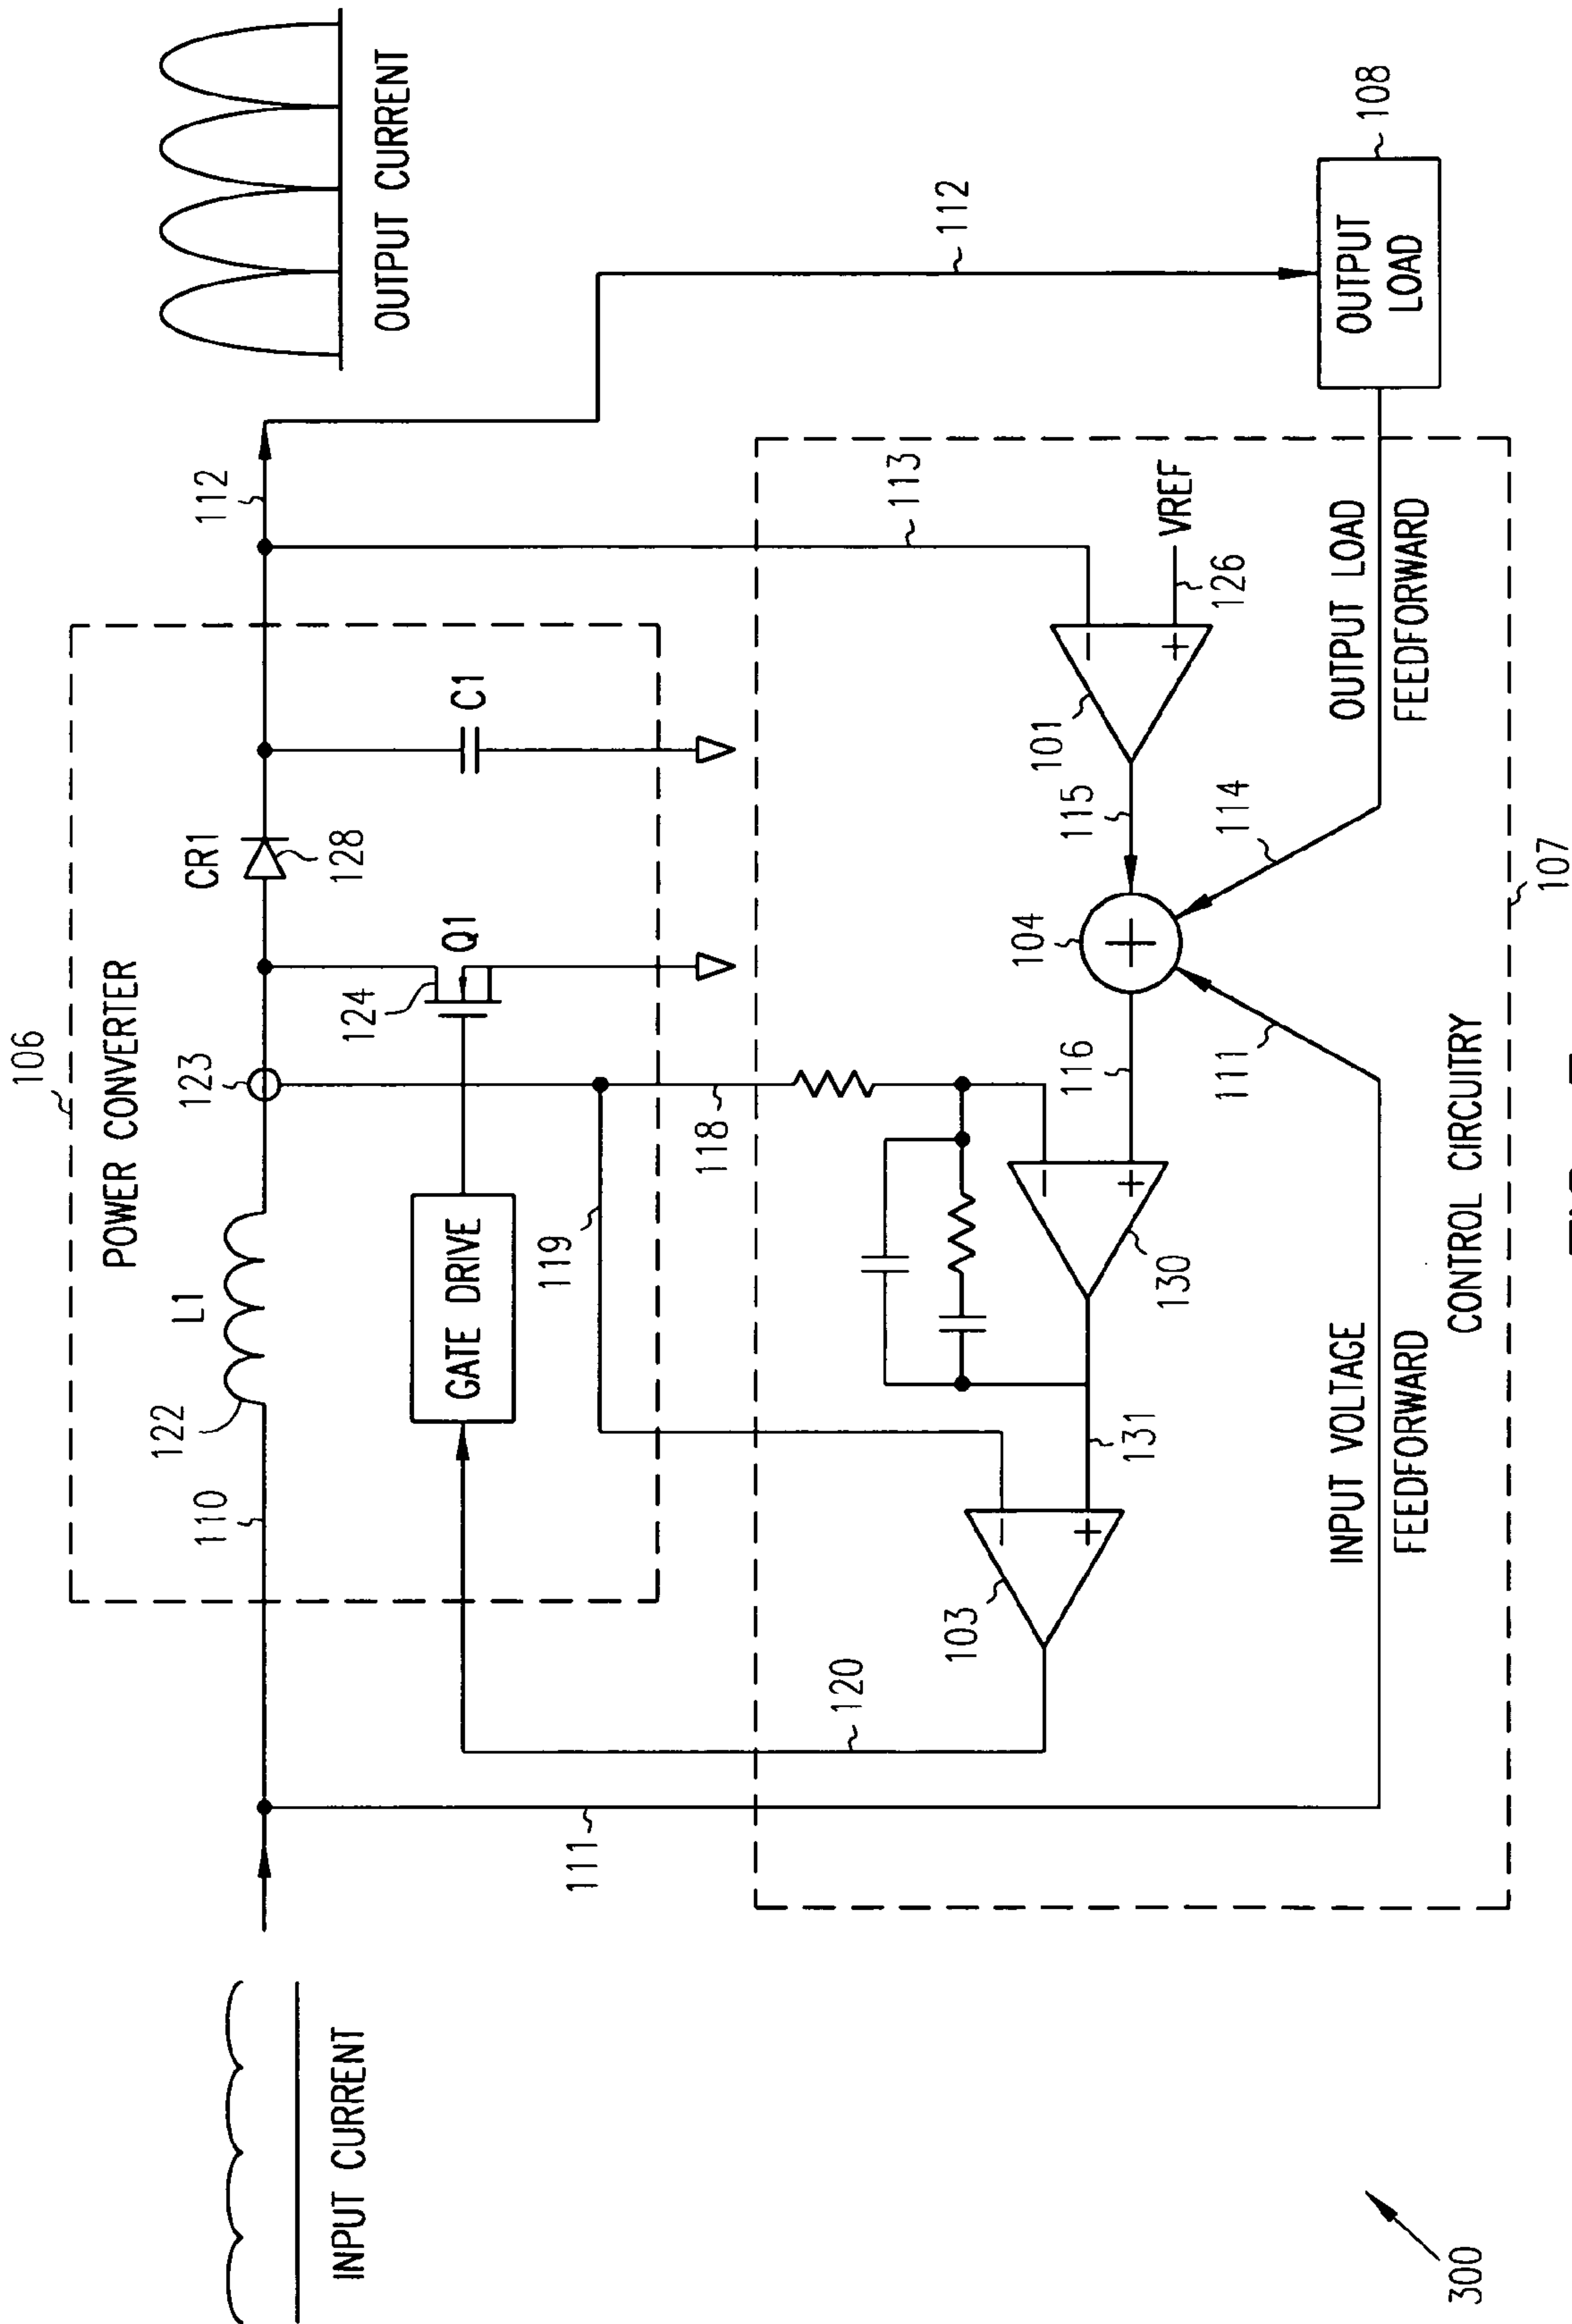 106
POWER CONVERTER
110
122
L1
123
CR1
128
112
GATE DRIVE
124
Q1
C1
OUTPUT CURRENT
INPUT CURRENT
119
118
113
112
111
120
103
131
130
116
104
115
101
126
VREF
111
114
INPUT VOLTAGE
FEEDFORWARD
OUTPUT LOAD
FEEDFORWARD
OUTPUT
LOAD
108
CONTROL CIRCUITRY
107
300